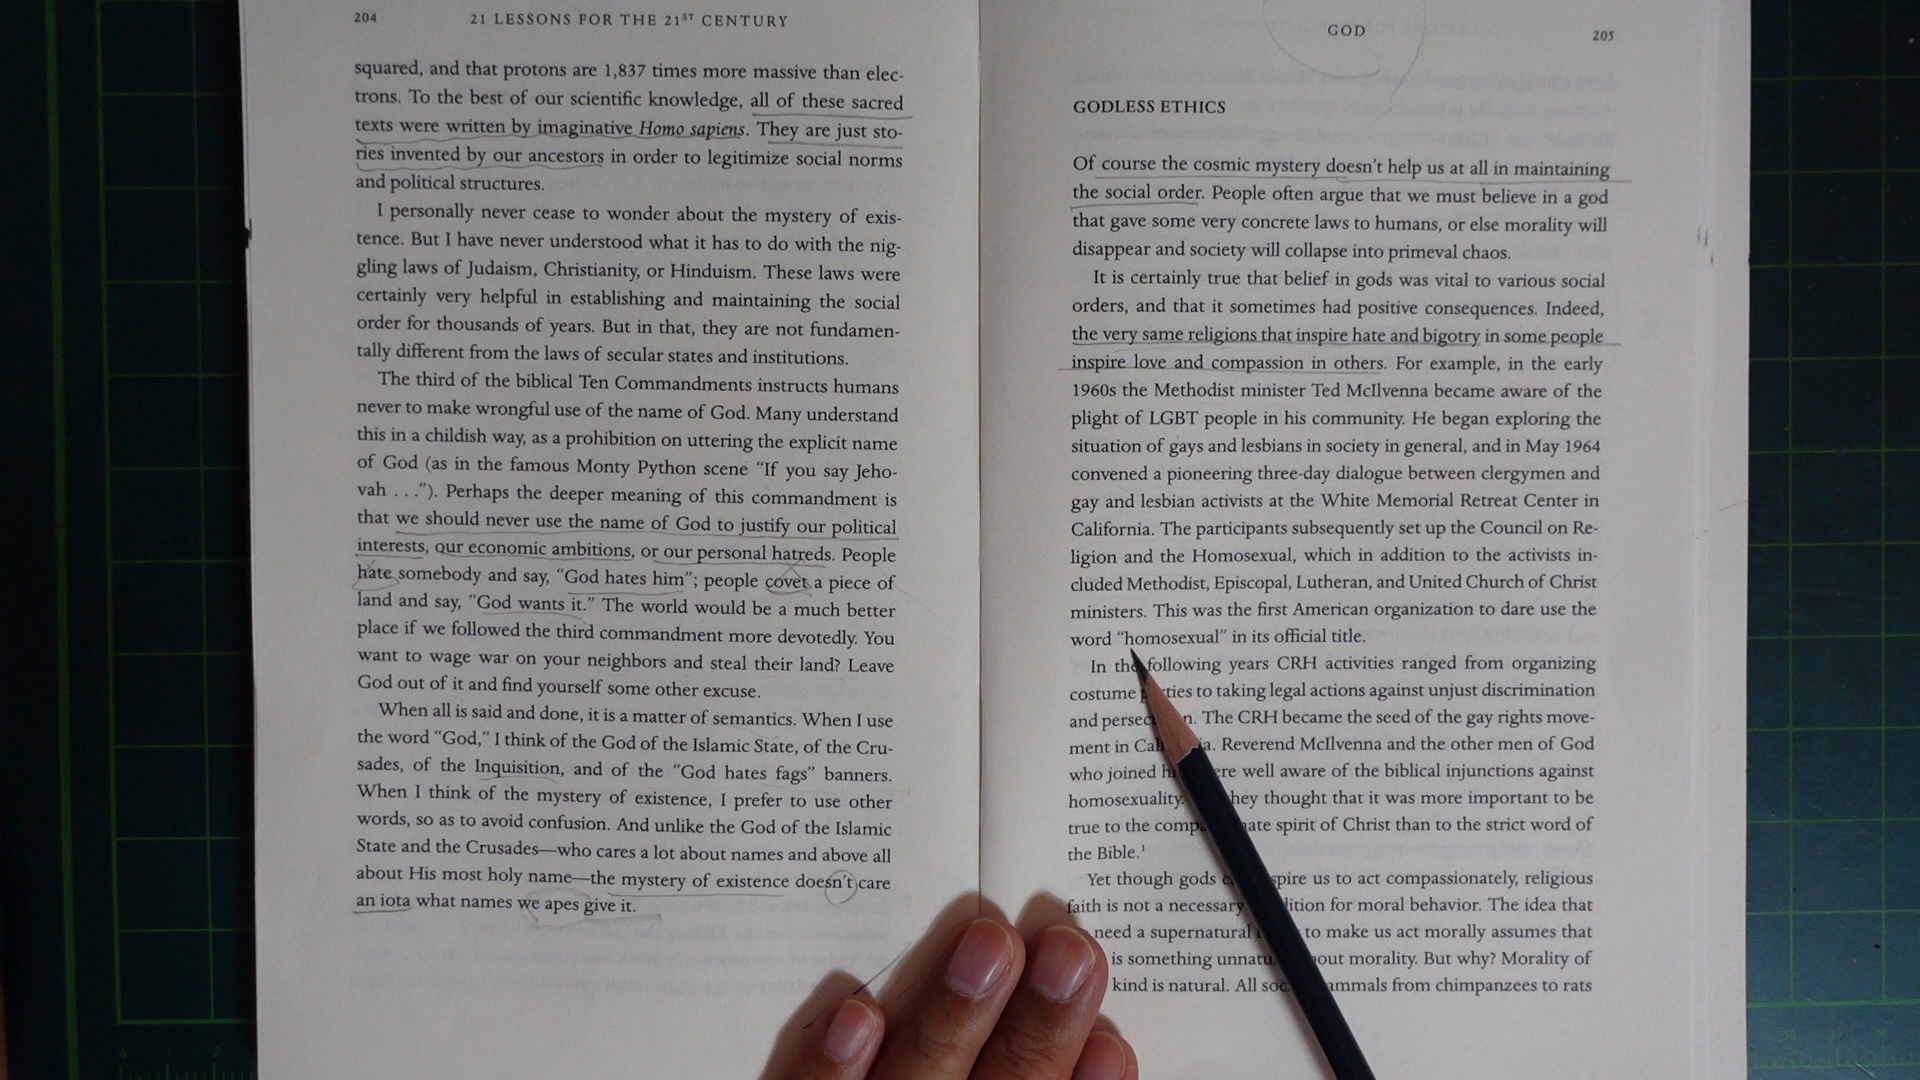 204
21 LESSONS FOR THE 21ST CENTURY
squared, and that protons are 1,837 times more massive than elec-
trons. To the best of our scientific knowledge, all of these sacred
texts were written by imaginative Homo sapiens. They are just sto-
ries invented by our ancestors in order to legitimize social norms
and political structures.
I personally never cease to wonder about the mystery of exis-
tence. But I have never understood what it has to do with the nig-
gling laws of Judaism, Christianity, or Hinduism. These laws were
certainly very helpful in establishing and maintaining the social
order for thousands of years. But in that, they are not fundamen-
tally different from the laws of secular states and institutions.
The third of the biblical Ten Commandments instructs humans
never to make wrongful use of the name of God. Many understand
this in a childish way, as a prohibition on uttering the explicit name
of God (as in the famous Monty Python scene “If you say Jeho-
vah . . .”). Perhaps the deeper meaning of this commandment is
that we should never use the name of God to justify our political
interests, our economic ambitions, or our personal hatreds. People
hate somebody and say, “God hates him”; people covet a piece of
land and say, “God wants it.” The world would be a much better
place if we followed the third commandment more devotedly. You
want to wage war on your neighbors and steal their land? Leave
God out of it and find yourself some other excuse.
When all is said and done, it is a matter of semantics. When I use
the word “God,” I think of the God of the Islamic State, of the Cru-
sades, of the Inquisition, and of the “God hates fags” banners.
When I think of the mystery of existence, I prefer to use other
words, so as to avoid confusion. And unlike the God of the Islamic
State and the Crusades—who cares a lot about names and above all
about His most holy name—the mystery of existence doesn’t care
an iota what names we apes give it.
GOD
205
GODLESS ETHICS
Of course the cosmic mystery doesn’t help us at all in maintaining
the social order. People often argue that we must believe in a god
that gave some very concrete laws to humans, or else morality will
disappear and society will collapse into primeval chaos.
It is certainly true that belief in gods was vital to various social
orders, and that it sometimes had positive consequences. Indeed,
the very same religions that inspire hate and bigotry in some people
inspire love and compassion in others. For example, in the early
1960s the Methodist minister Ted McIlvenna became aware of the
plight of LGBT people in his community. He began exploring the
situation of gays and lesbians in society in general, and in May 1964
convened a pioneering three-day dialogue between clergymen and
gay and lesbian activists at the White Memorial Retreat Center in
California. The participants subsequently set up the Council on Re-
ligion and the Homosexual, which in addition to the activists in-
cluded Methodist, Episcopal, Lutheran, and United Church of Christ
ministers. This was the first American organization to dare use the
word “homosexual” in its official title.
In the following years CRH activities ranged from organizing
costume to taking legal actions against unjust discrimination
and The CRH became the seed of the gay rights move-
ment in Reverend McIlvenna and the other men of God
who joined were well aware of the biblical injunctions against
homosexuality. they thought that it was more important to be
true to the spirit of Christ than to the strict word of
the Bible.¹
Yet though gods us to act compassionately, religious
faith is not a necessary for moral behavior. The idea that
need a supernatural to make us act morally assumes that
is something about morality. But why? Morality of
kind is natural. All mammals from chimpanzees to rats